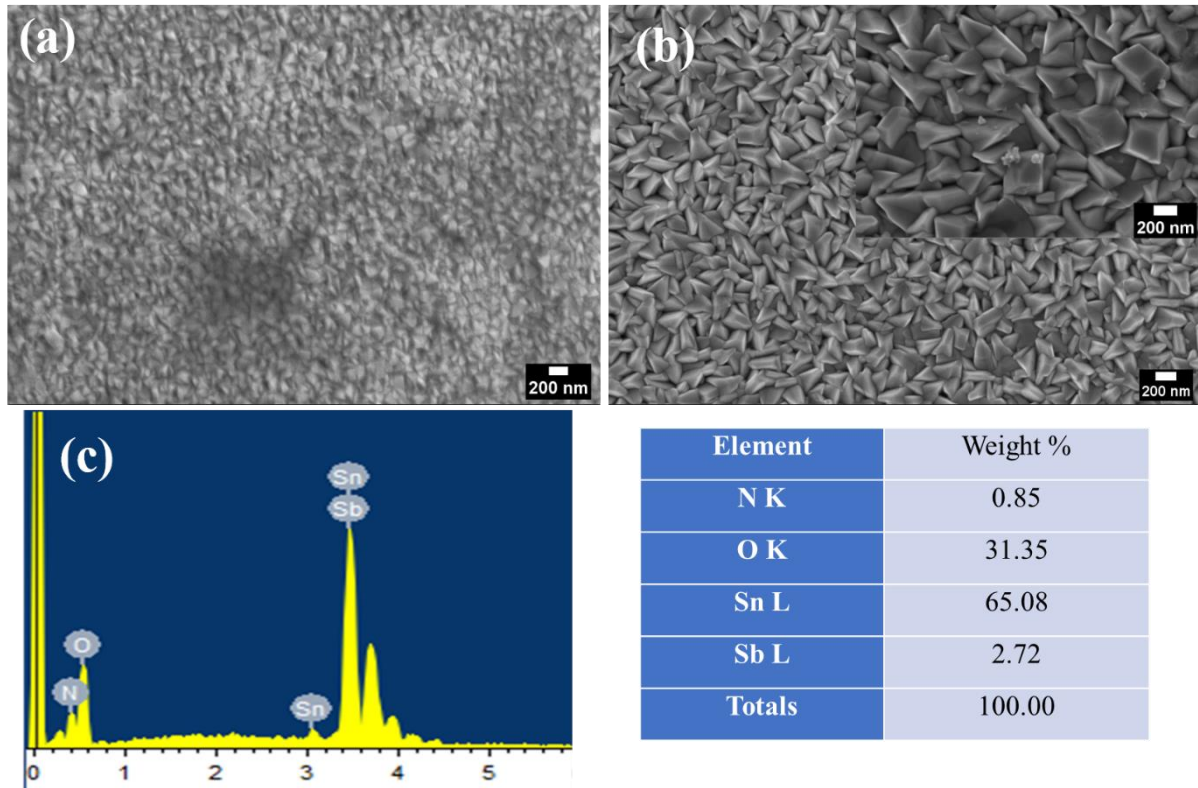 (a)
200 nm
(b)
200 nm
200 nm
(c)
Sn
Sb
O
N
Sn
0 1 2 3 4 5
Element Weight %
N K 0.85
O K 31.35
Sn L 65.08
Sb L 2.72
Totals 100.00